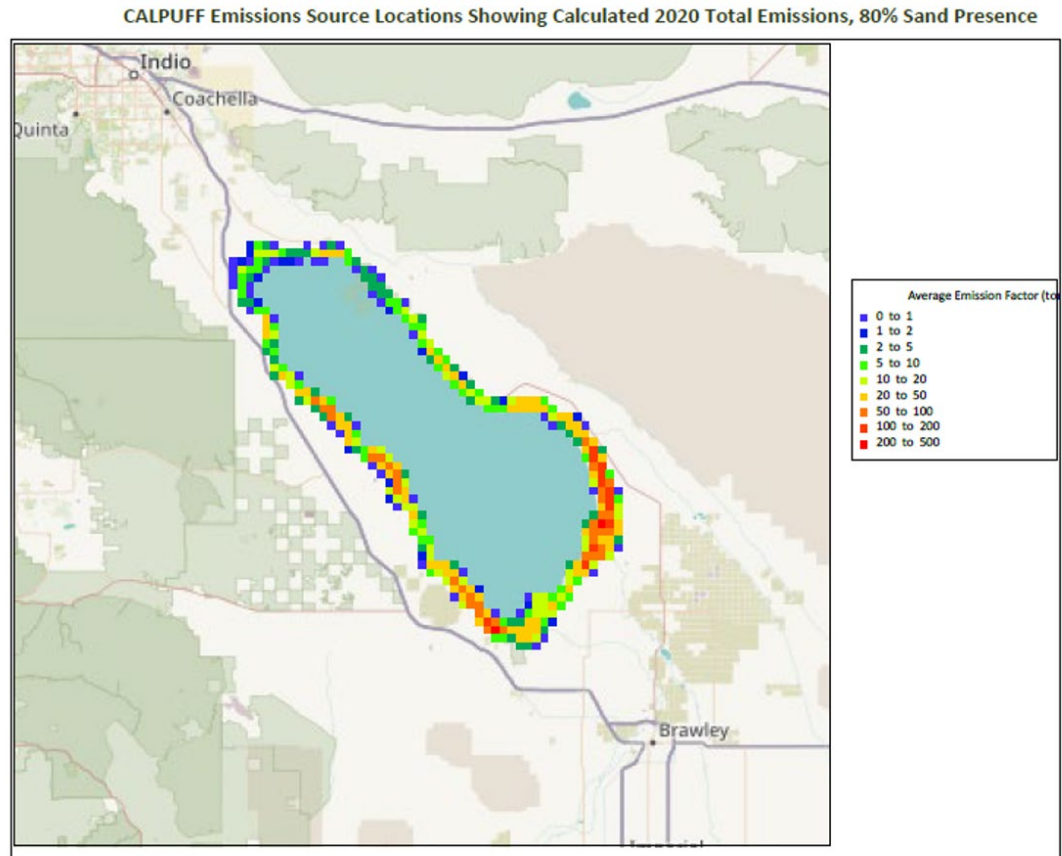 CALPUFF Emissions Source Locations Showing Calculated 2020 Total Emissions, 80% Sand Presence
Indio
Coachella
Quinta
Average Emission Factor (to
0 to 1
1 to 2
2 to 5
5 to 10
10 to 20
20 to 50
50 to 100
100 to 200
200 to 500
Brawley